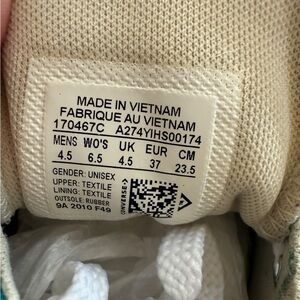 MADE IN VIETNAM
FABRIQUE AU VIETNAM
170467C A274YIHS00174
MENS WO'S UK EUR CM
4.5 6.5 4.5 37 23.5
GENDER: UNISEX
UPPER: TEXTILE
LINING: TEXTILE
OUTSOLE: RUBBER
9A 2010 F49
CONVERSE